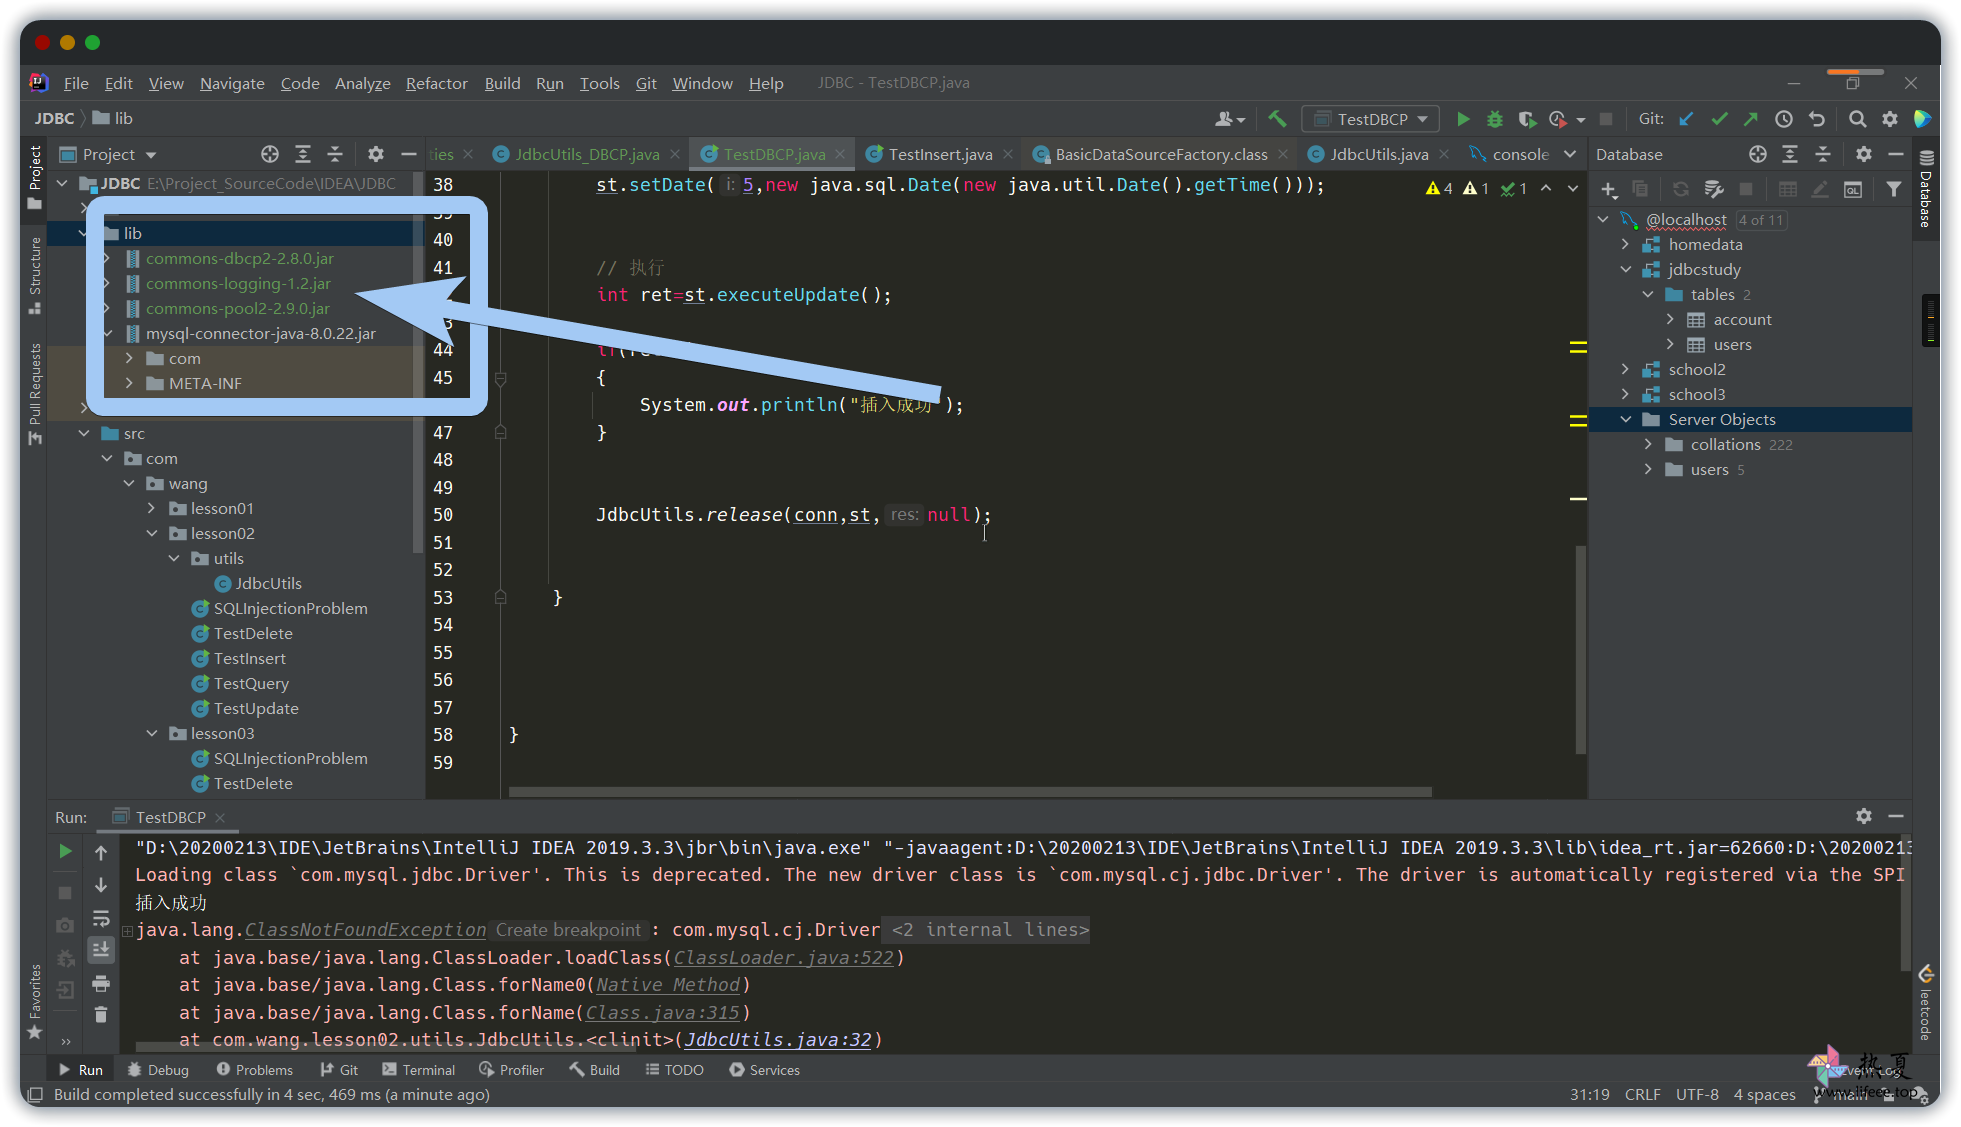 File Edit View Navigate Code Analyze Refactor Build Run Tools Git Window Help JDBC - TestDBCP.java
JDBC lib TestDBCP Git:
Project ties JdbcUtils_DBCP.java TestDBCP.java TestInsert.java BasicDataSourceFactory.class JdbcUtils.java console Database
Project
Structure
Pull Requests
Favorites
JDBC E:\Project_SourceCode\IDEA\JDBC
lib
commons-dbcp2-2.8.0.jar
commons-logging-1.2.jar
commons-pool2-2.9.0.jar
mysql-connector-java-8.0.22.jar
com
META-INF
src
com
wang
lesson01
lesson02
utils
JdbcUtils
SQLInjectionProblem
TestDelete
TestInsert
TestQuery
TestUpdate
lesson03
SQLInjectionProblem
TestDelete
38 st.setDate( i: 5,new java.sql.Date(new java.util.Date().getTime())); 4 1 1
39
40
41 // 执行
int ret=st.executeUpdate();
3
44 if(re
45 {
System.out.println("插入成功");
47 }
48
49
50 JdbcUtils.release(conn,st, res: null);
51
52
53 }
54
55
56
57
58 }
59
@localhost 4 of 11
homedata
jdbcstudy
tables 2
account
users
school2
school3
Server Objects
collations 222
users 5
Database
leetcode
Run: TestDBCP
"D:\20200213\IDE\JetBrains\IntelliJ IDEA 2019.3.3\jbr\bin\java.exe" "-javaagent:D:\20200213\IDE\JetBrains\IntelliJ IDEA 2019.3.3\lib\idea_rt.jar=62660:D:\20200213
Loading class `com.mysql.jdbc.Driver'. This is deprecated. The new driver class is `com.mysql.cj.jdbc.Driver'. The driver is automatically registered via the SPI
插入成功
java.lang.ClassNotFoundException Create breakpoint : com.mysql.cj.Driver <2 internal lines>
at java.base/java.lang.ClassLoader.loadClass(ClassLoader.java:522)
at java.base/java.lang.Class.forName0(Native Method)
at java.base/java.lang.Class.forName(Class.java:315)
at com.wang.lesson02.utils.JdbcUtils.<clinit>(JdbcUtils.java:32)
Run Debug Problems Git Terminal Profiler Build TODO Services Event Log
热夏
www.lifeee.top
Build completed successfully in 4 sec, 469 ms (a minute ago) 31:19 CRLF UTF-8 4 spaces main